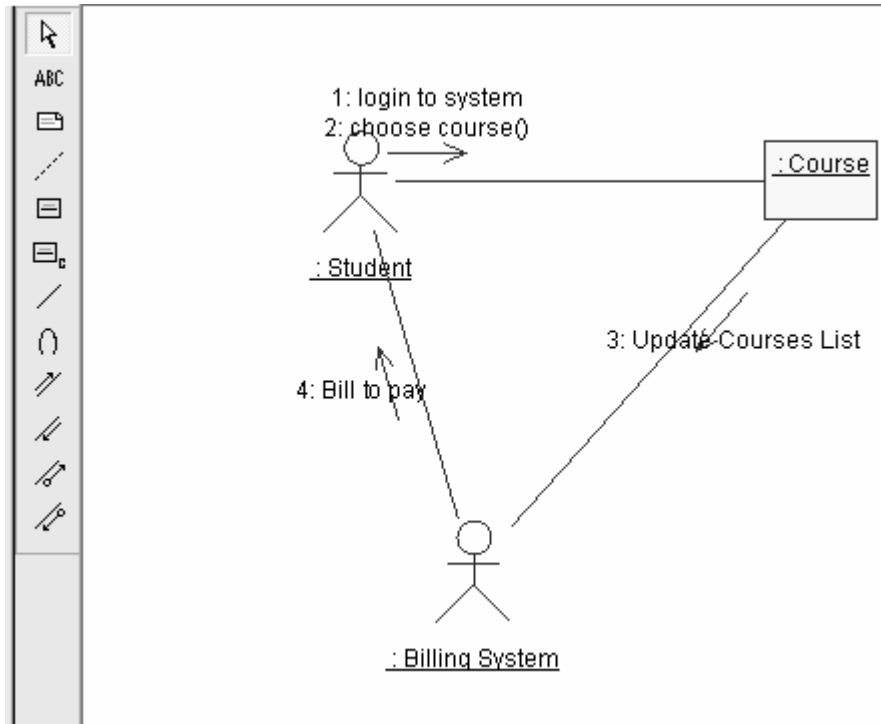 ABC
1: login to system
2: choose course()
: Course
: Student
3: Update Courses List
4: Bill to pay
: Billing System
C